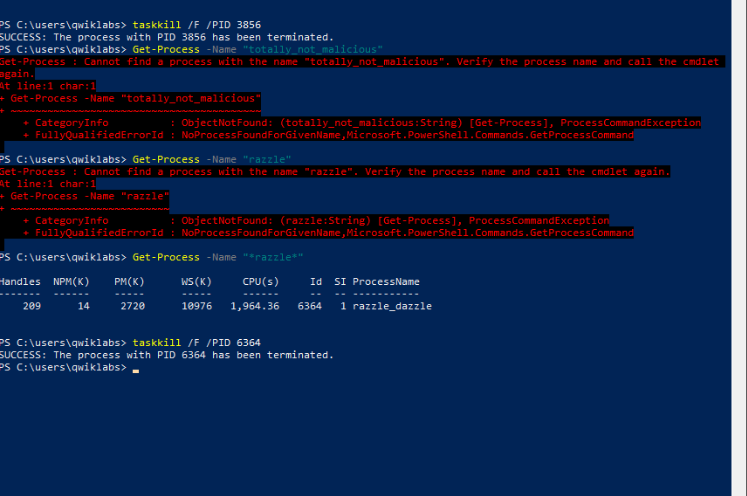 PS C:\users\qwiklabs> taskkill /F /PID 3856
SUCCESS: The process with PID 3856 has been terminated.
PS C:\users\qwiklabs> Get-Process -Name "totally_not_malicious"
Get-Process : Cannot find a process with the name "totally_not_malicious". Verify the process name and call the cmdlet
again.
At line:1 char:1
+ Get-Process -Name "totally_not_malicious"
+ ~~~~~~~~~~~~~~~~~~~~~~~~~~~~~~~~~~~~~~~~~
+ CategoryInfo : ObjectNotFound: (totally_not_malicious:String) [Get-Process], ProcessCommandException
+ FullyQualifiedErrorId : NoProcessFoundForGivenName,Microsoft.PowerShell.Commands.GetProcessCommand
PS C:\users\qwiklabs> Get-Process -Name "razzle"
Get-Process : Cannot find a process with the name "razzle". Verify the process name and call the cmdlet again.
At line:1 char:1
+ Get-Process -Name "razzle"
+ ~~~~~~~~~~~~~~~~~~~~~~~~~~
+ CategoryInfo : ObjectNotFound: (razzle:String) [Get-Process], ProcessCommandException
+ FullyQualifiedErrorId : NoProcessFoundForGivenName,Microsoft.PowerShell.Commands.GetProcessCommand
PS C:\users\qwiklabs> Get-Process -Name "*razzle*"
Handles NPM(K) PM(K) WS(K) CPU(s) Id SI ProcessName
------- ------ ----- ----- ------ -- -- -----------
209 14 2720 10976 1,964.36 6364 1 razzle_dazzle
PS C:\users\qwiklabs> taskkill /F /PID 6364
SUCCESS: The process with PID 6364 has been terminated.
PS C:\users\qwiklabs>